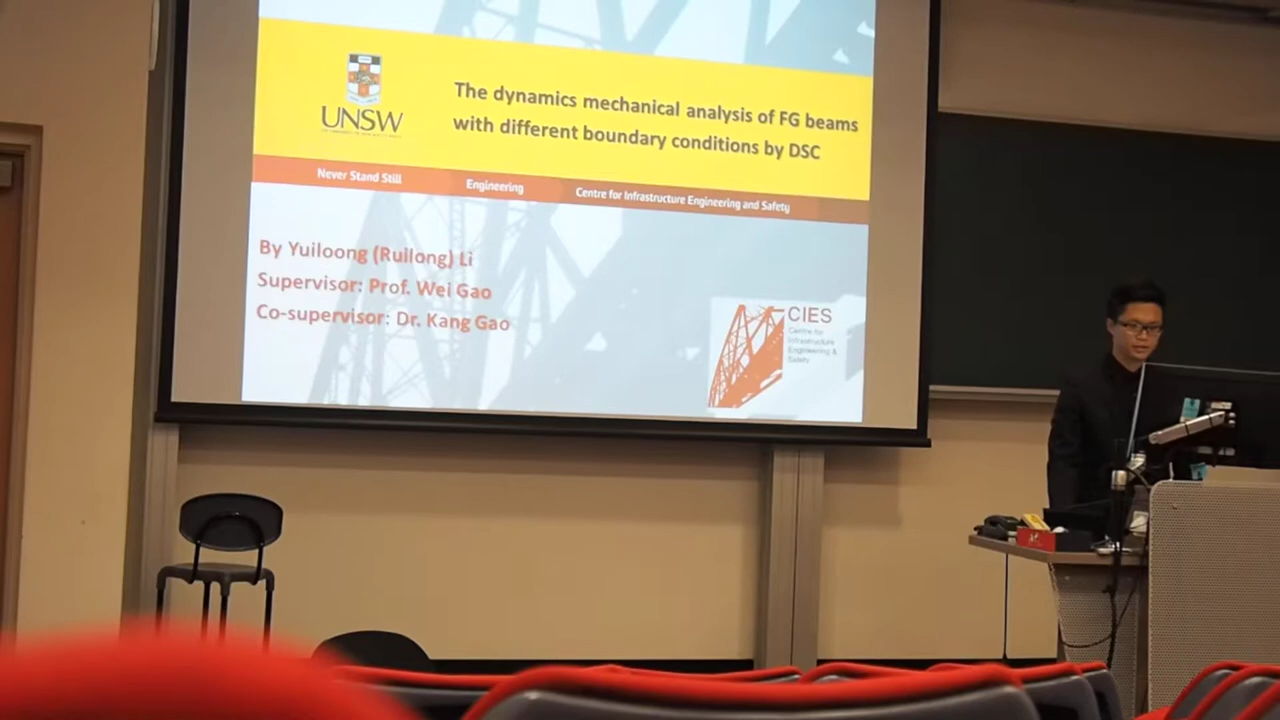 UNSW
The dynamics mechanical analysis of FG beams
with different boundary conditions by DSC
Never Stand Still
Engineering
Centre for Infrastructure Engineering and Safety
By Yuiloong (Ruilong) Li
Supervisor: Prof. Wei Gao
Co-supervisor: Dr. Kang Gao
CIES
Centre for
Infrastructure
Engineering &
Safety